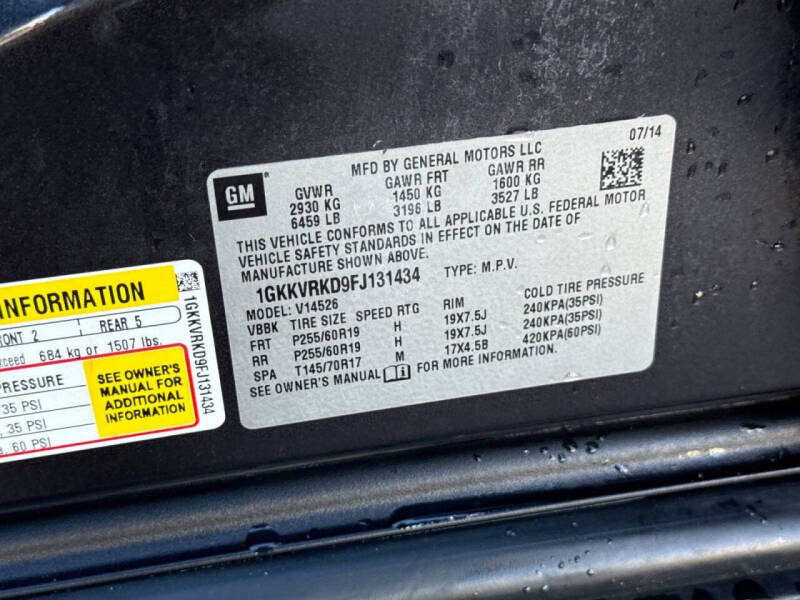 GM
MFD BY GENERAL MOTORS LLC
07/14
GVWR GAWR FRT GAWR RR
2930 KG 1450 KG 1600 KG
6459 LB 3196 LB 3527 LB
THIS VEHICLE CONFORMS TO ALL APPLICABLE U.S. FEDERAL MOTOR
VEHICLE SAFETY STANDARDS IN EFFECT ON THE DATE OF
MANUFACTURE SHOWN ABOVE.
1GKKVRKD9FJ131434 TYPE: M.P.V.
MODEL: V14526
VBBK TIRE SIZE SPEED RTG RIM COLD TIRE PRESSURE
FRT P255/60R19 H 19X7.5J 240KPA(35PSI)
RR P255/60R19 H 19X7.5J 240KPA(35PSI)
SPA T145/70R17 M 17X4.5B 420KPA(60PSI)
SEE OWNER'S MANUAL i FOR MORE INFORMATION.
INFORMATION
FRONT 2 REAR 5
exceed 684 kg or 1507 lbs.
PRESSURE
35 PSI
35 PSI
60 PSI
SEE OWNER'S
MANUAL FOR
ADDITIONAL
INFORMATION
1GKKVRKD9FJ131434